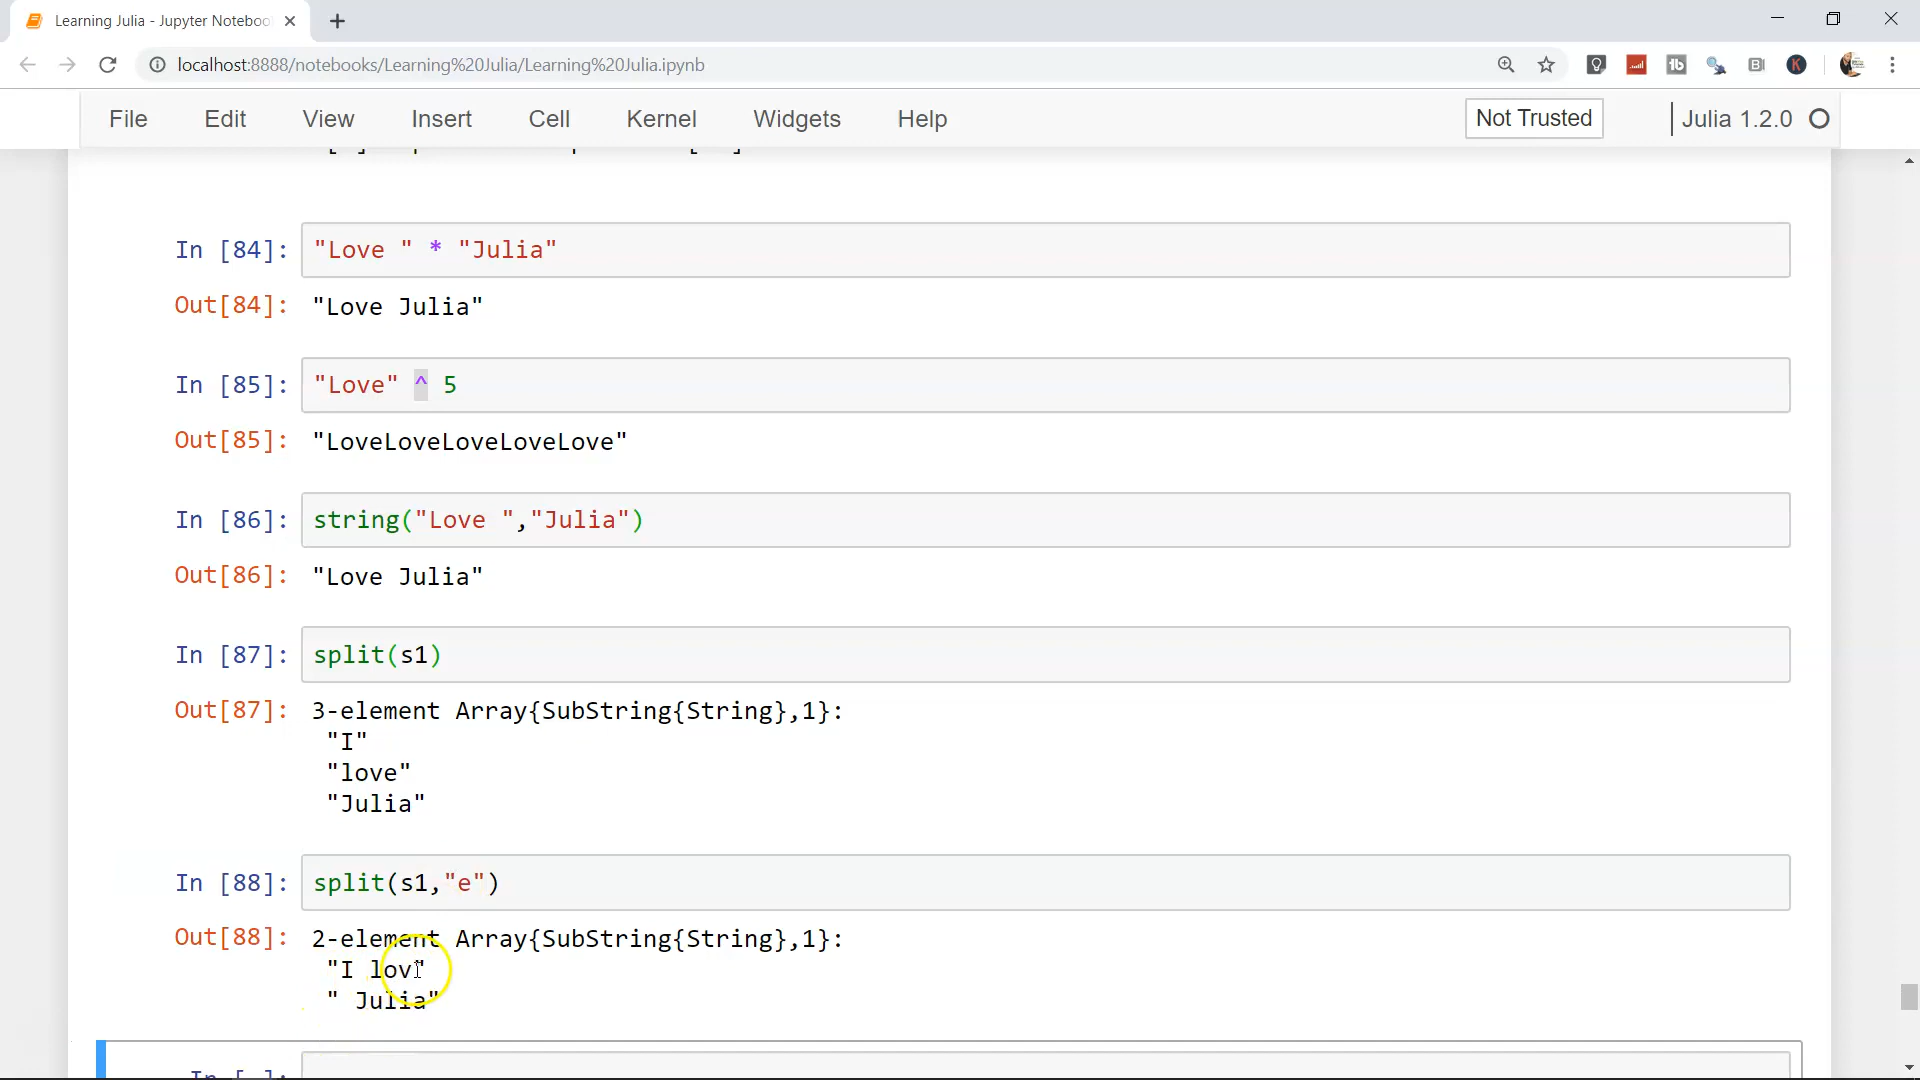 Learning Julia - Jupyter Noteboo
localhost:8888/notebooks/Learning%20Julia/Learning%20Julia.ipynb
File Edit View Insert Cell Kernel Widgets Help Not Trusted Julia 1.2.0
In [84]: "Love " * "Julia"
Out[84]: "Love Julia"
In [85]: "Love" ^ 5
Out[85]: "LoveLoveLoveLoveLove"
In [86]: string("Love ","Julia")
Out[86]: "Love Julia"
In [87]: split(s1)
Out[87]: 3-element Array{SubString{String},1}:
"I"
"love"
"Julia"
In [88]: split(s1,"e")
Out[88]: 2-element Array{SubString{String},1}:
"I lov"
" Julia"
In [ ]: